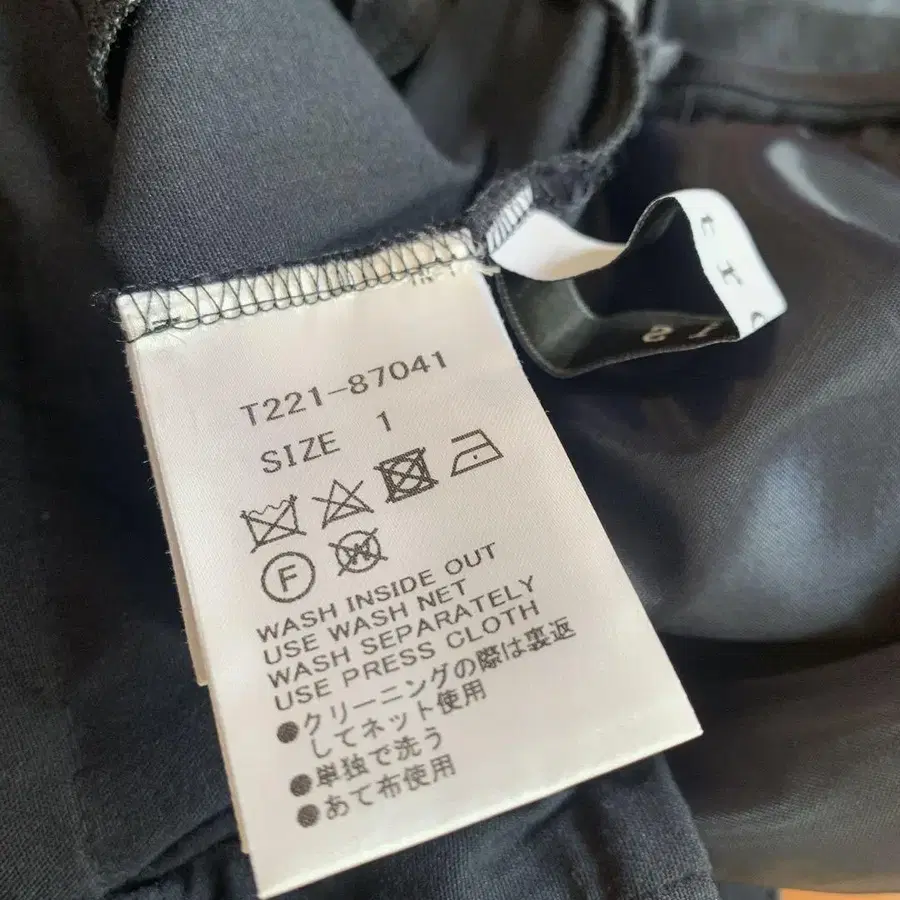 T221-87041
SIZE 1
F
W
WASH INSIDE OUT
USE WASH NET
WASH SEPARATELY
USE PRESS CLOTH
●クリーニングの際は裏返
してネット使用
●単独で洗う
●あて布使用